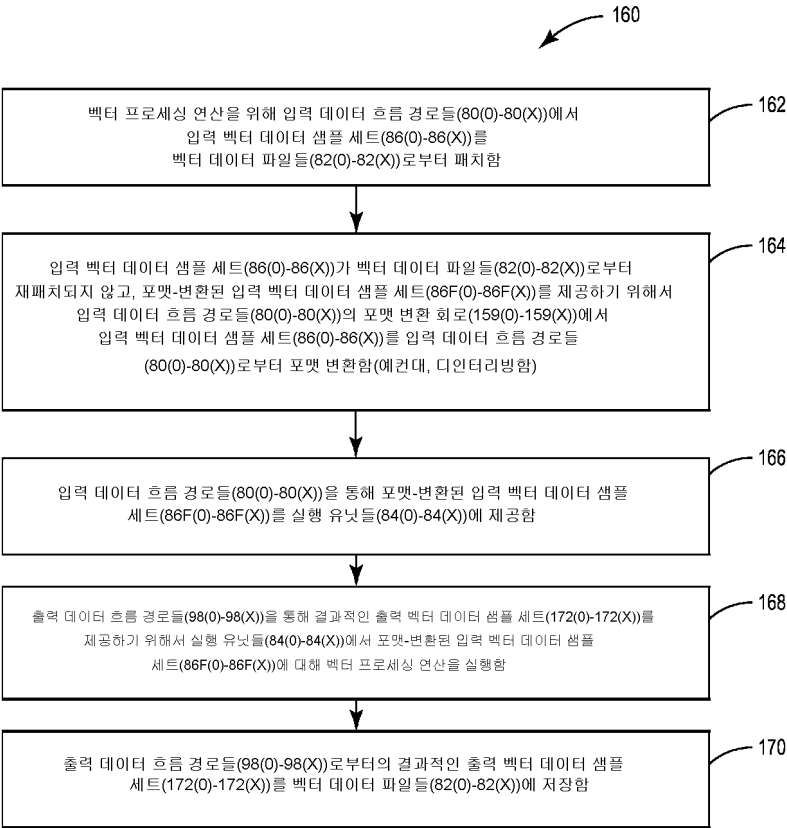 160
162
벡터 프로세싱 연산을 위해 입력 데이터 흐름 경로들(80(0)-80(X))에서
입력 벡터 데이터 샘플 세트(86(0)-86(X))를
벡터 데이터 파일들(82(0)-82(X))로부터 패치함
164
입력 벡터 데이터 샘플 세트(86(0)-86(X))가 벡터 데이터 파일들(82(0)-82(X))로부터
재패치되지 않고, 포맷-변환된 입력 벡터 데이터 샘플 세트(86F(0)-86F(X))를 제공하기 위해서
입력 데이터 흐름 경로들(80(0)-80(X))의 포맷 변환 회로(159(0)-159(X))에서
입력 벡터 데이터 샘플 세트(86(0)-86(X))를 입력 데이터 흐름 경로들
(80(0)-80(X))로부터 포맷 변환함(예컨대, 디인터리빙함)
166
입력 데이터 흐름 경로들(80(0)-80(X))을 통해 포맷-변환된 입력 벡터 데이터 샘플
세트(86F(0)-86F(X))를 실행 유닛들(84(0)-84(X))에 제공함
168
출력 데이터 흐름 경로들(98(0)-98(X))을 통해 결과적인 출력 벡터 데이터 샘플 세트(172(0)-172(X))를
제공하기 위해서 실행 유닛들(84(0)-84(X))에서 포맷-변환된 입력 벡터 데이터 샘플
세트(86F(0)-86F(X))에 대해 벡터 프로세싱 연산을 실행함
170
출력 데이터 흐름 경로들(98(0)-98(X))로부터의 결과적인 출력 벡터 데이터 샘플
세트(172(0)-172(X))를 벡터 데이터 파일들(82(0)-82(X))에 저장함